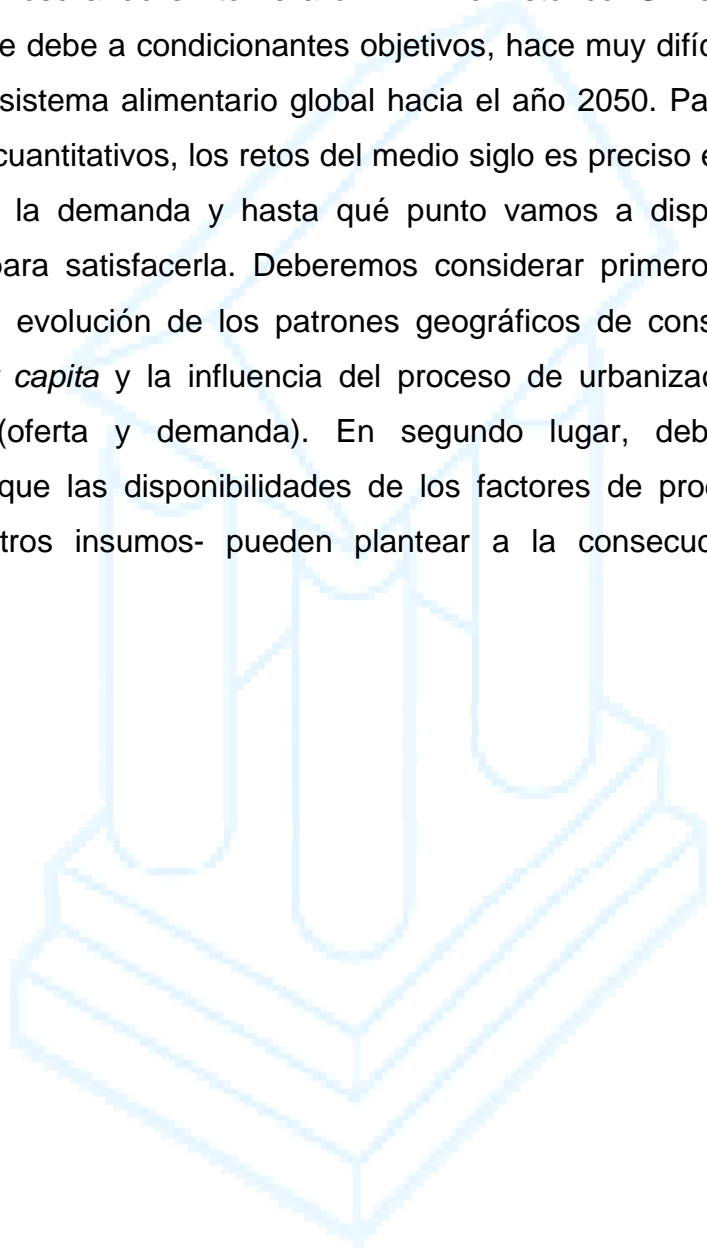 e debe a condicionantes objetivos, hace muy difíc
sistema alimentario global hacia el año 2050. Pa
cuantitativos, los retos del medio siglo es preciso e
la demanda y hasta qué punto vamos a disp
para satisfacerla. Deberemos considerar primero
evolución de los patrones geográficos de cons
capita y la influencia del proceso de urbanizac
(oferta y demanda). En segundo lugar, deb
que las disponibilidades de los factores de proc
tros insumos- pueden plantear a la consecuc